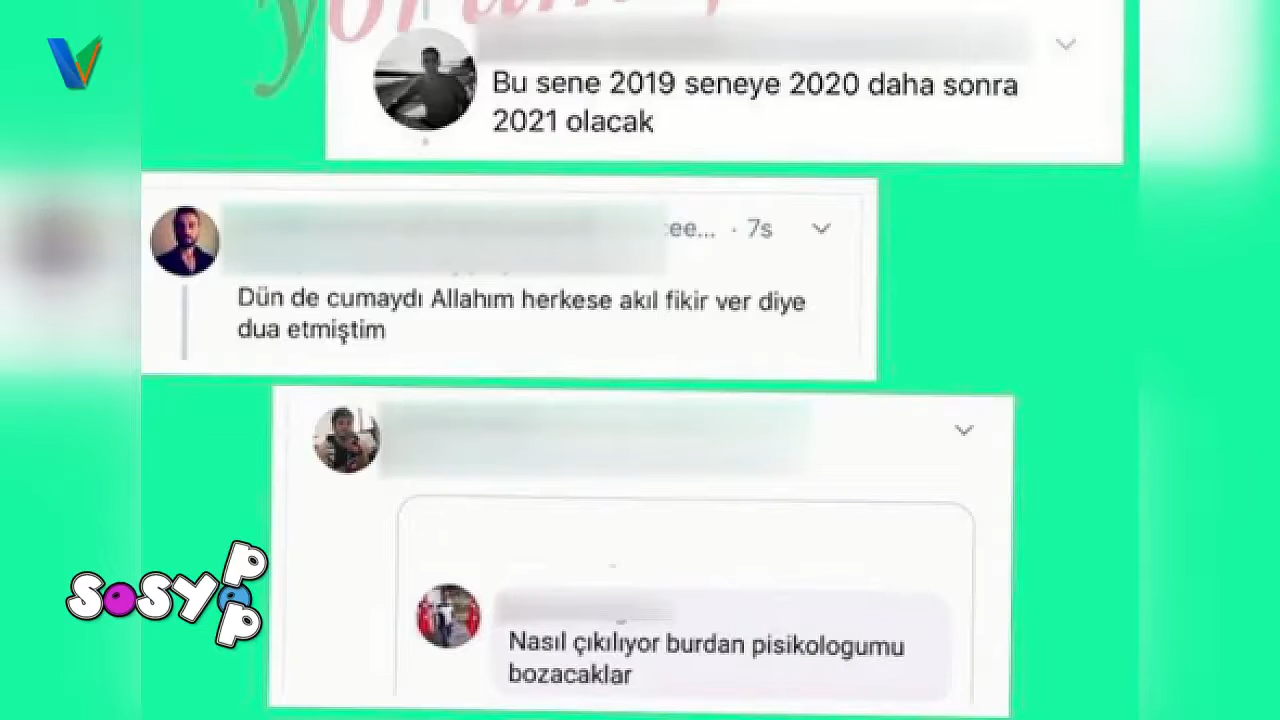 Bu sene 2019 seneye 2020 daha sonra
2021 olacak
ee... · 7s
Dün de cumaydı Allahım herkese akıl fikir ver diye
dua etmiştim
Nasıl çıkılıyor burdan pisikologumu
bozacaklar
sosyPOP